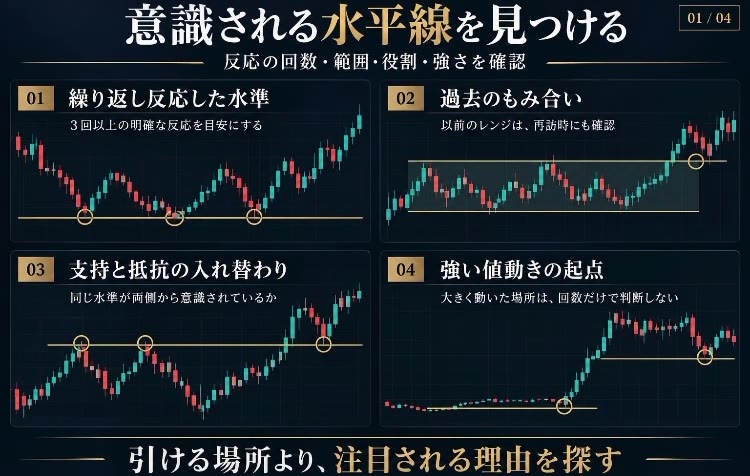 意識される水平線を見つける
01 / 04
反応の回数・範囲・役割・強さを確認
01 繰り返し反応した水準
3回以上の明確な反応を目安にする
02 過去のもみ合い
以前のレンジは、再訪時にも確認
03 支持と抵抗の入れ替わり
同じ水準が両側から意識されているか
04 強い値動きの起点
大きく動いた場所は、回数だけで判断しない
引ける場所より、注目される理由を探す